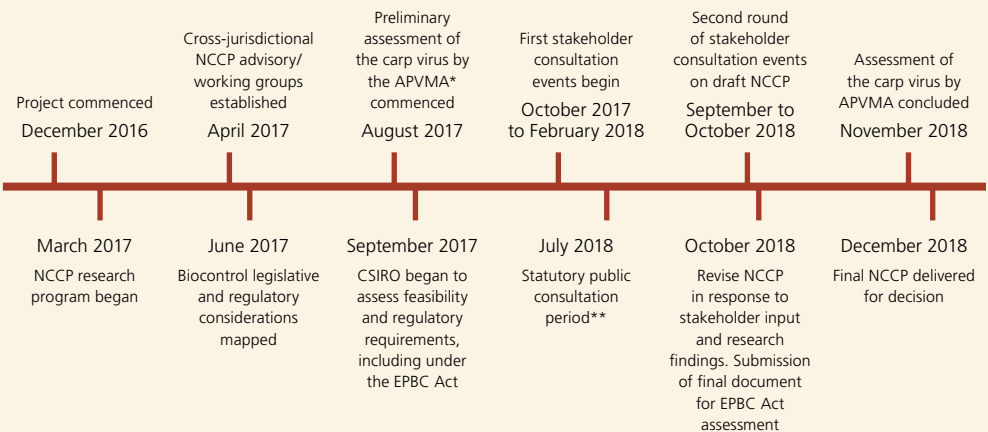 Project commenced
December 2016
Cross-jurisdictional
NCCP advisory/
working groups
established
April 2017
Preliminary
assessment of
the carp virus by
the APVMA*
commenced
August 2017
First stakeholder
consultation
events begin
October 2017
to February 2018
Second round
of stakeholder
consultation events
on draft NCCP
September to
October 2018
Assessment of
the carp virus by
APVMA concluded
November 2018
March 2017
NCCP research
program began
June 2017
Biocontrol legislative
and regulatory
considerations
mapped
September 2017
CSIRO began to
assess feasibility
and regulatory
requirements,
including under
the EPBC Act
July 2018
Statutory public
consultation
period**
October 2018
Revise NCCP
in response to
stakeholder input
and research
findings. Submission
of final document
for EPBC Act
assessment
December 2018
Final NCCP delivered
for decision